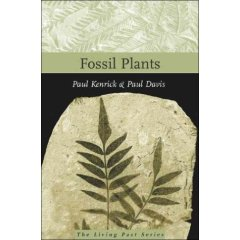 Fossil Plants
Paul Kenrick & Paul Davis
The Living Past Series